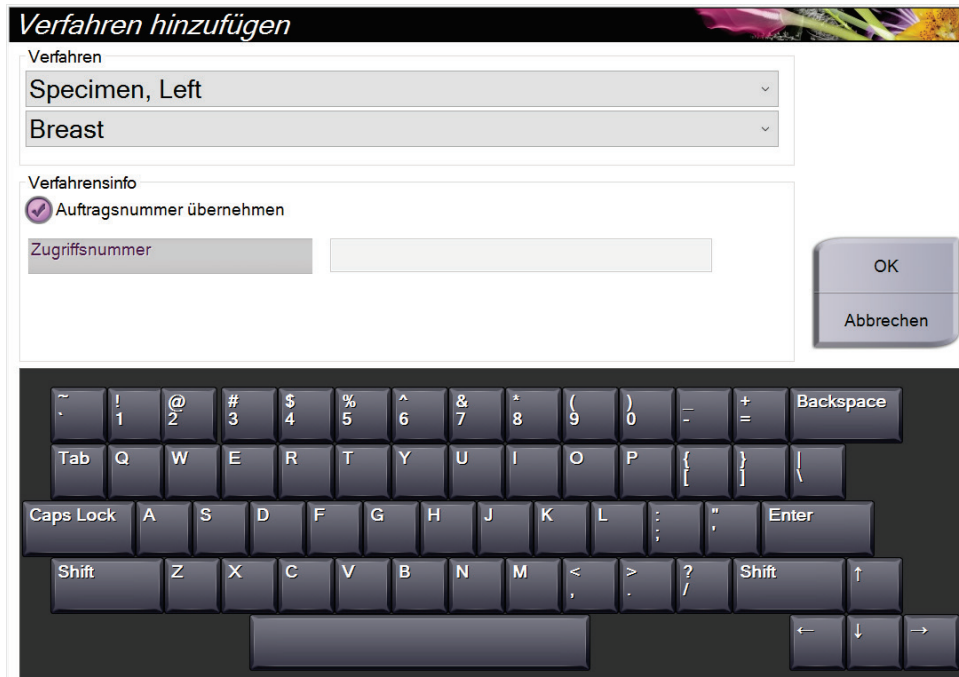 Verfahren hinzufügen
Verfahren
Specimen, Left
Breast
Verfahrensinfo
Auftragsnummer übernehmen
Zugriffsnummer
OK
Abbrechen
~ ! @ # $ % ^ & * ( ) _ + Backspace
` 1 2 3 4 5 6 7 8 9 0 - =
Tab Q W E R T Y U I O P { } |
[ ] \
Caps Lock A S D F G H J K L : " Enter
; '
Shift Z X C V B N M < > ? Shift ↑
, . /
← ↓ →